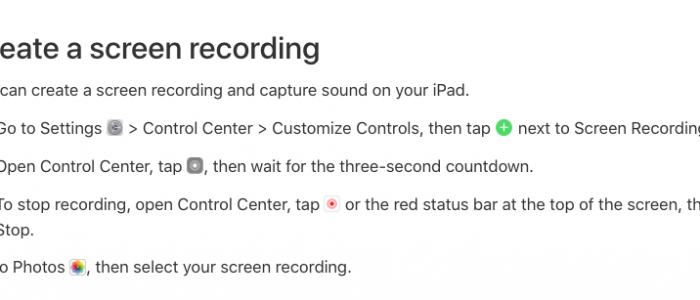 eate a screen recording
can create a screen recording and capture sound on your iPad.
Go to Settings > Control Center > Customize Controls, then tap next to Screen Recording
Open Control Center, tap , then wait for the three-second countdown.
To stop recording, open Control Center, tap or the red status bar at the top of the screen, th
Stop.
o Photos , then select your screen recording.